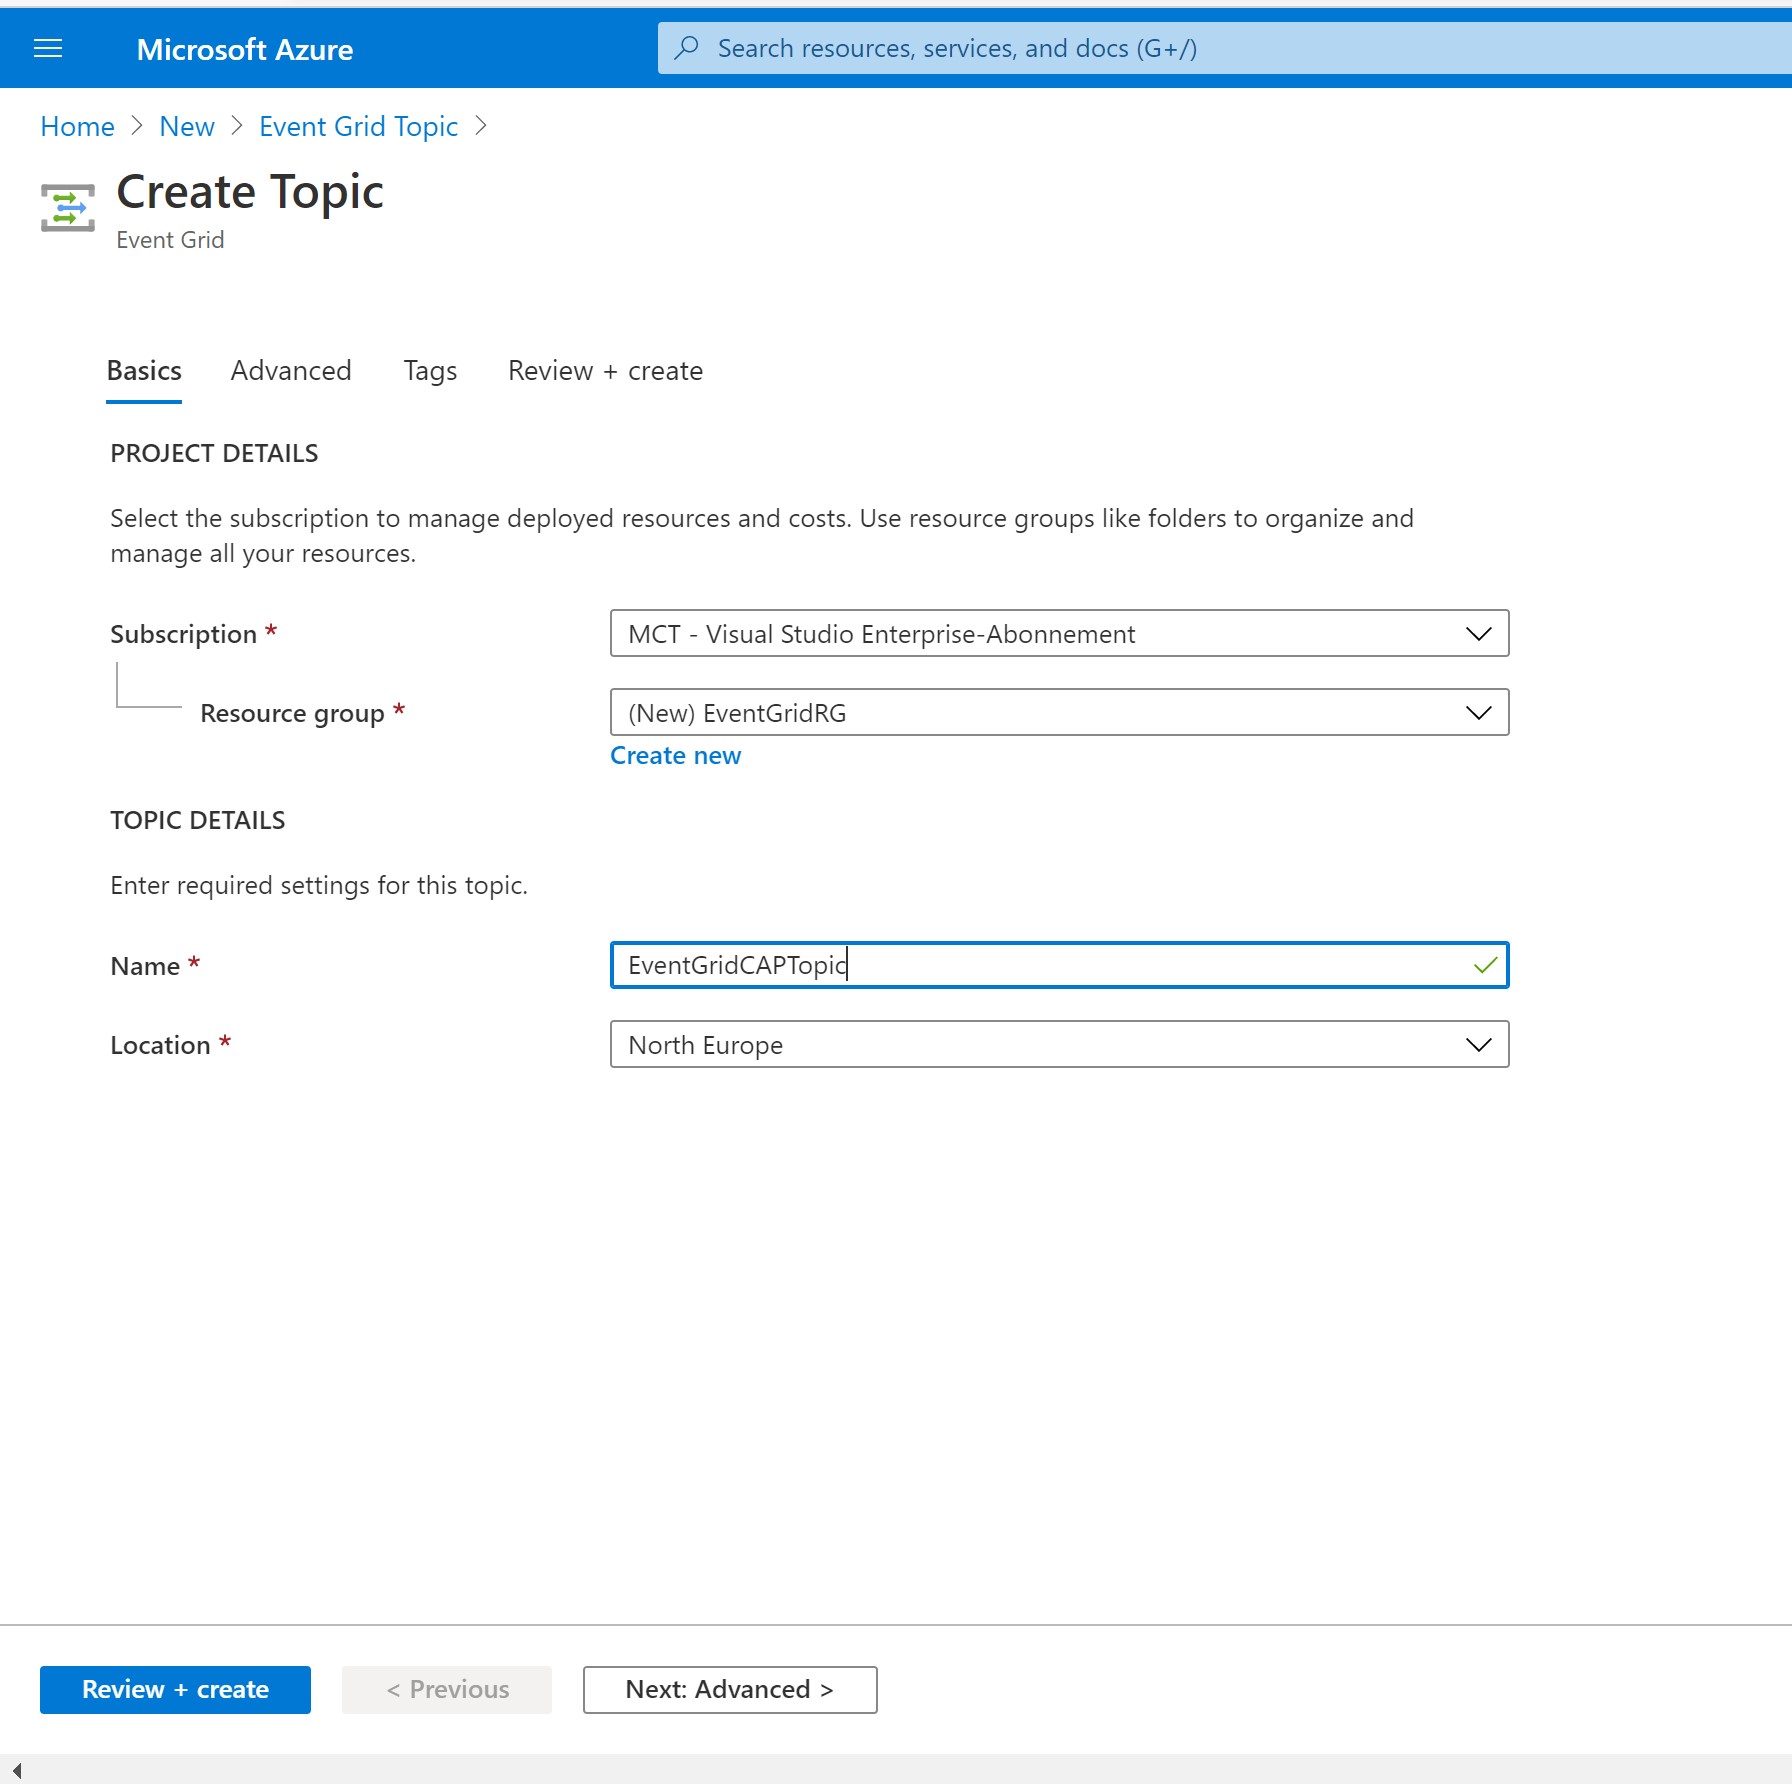 Microsoft Azure
Search resources, services, and docs (G+/)
Home > New > Event Grid Topic >
Create Topic
Event Grid
Basics Advanced Tags Review + create
PROJECT DETAILS
Select the subscription to manage deployed resources and costs. Use resource groups like folders to organize and
manage all your resources.
Subscription * MCT - Visual Studio Enterprise-Abonnement
Resource group * (New) EventGridRG
Create new
TOPIC DETAILS
Enter required settings for this topic.
Name * EventGridCAPTopic
Location * North Europe
Review + create < Previous Next: Advanced >